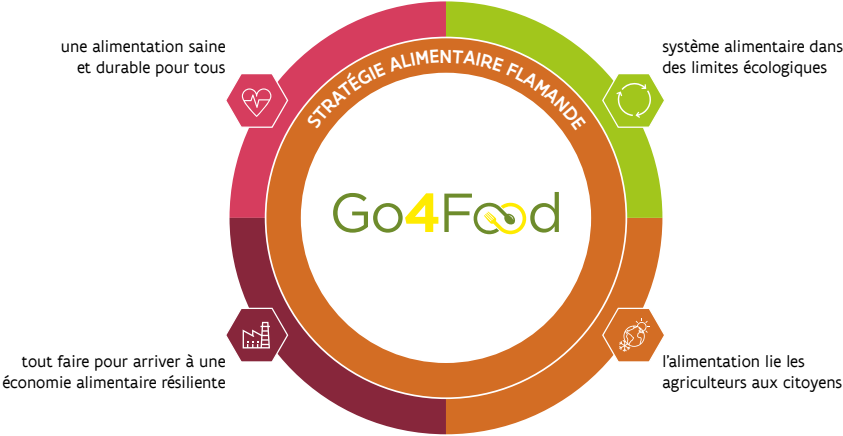 une alimentation saine
et durable pour tous
système alimentaire dans
des limites écologiques
STRATÉGIE ALIMENTAIRE FLAMANDE
Go4Food
tout faire pour arriver à une
économie alimentaire résiliente
l'alimentation lie les
agriculteurs aux citoyens